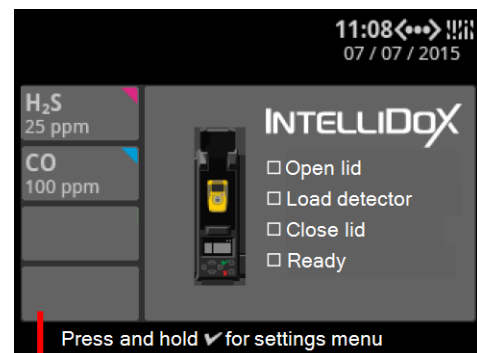 11:08
07 / 07 / 2015
H₂S
25 ppm
CO
100 ppm
INTELLIDOX
Open lid
Load detector
Close lid
Ready
Press and hold ✔ for settings menu